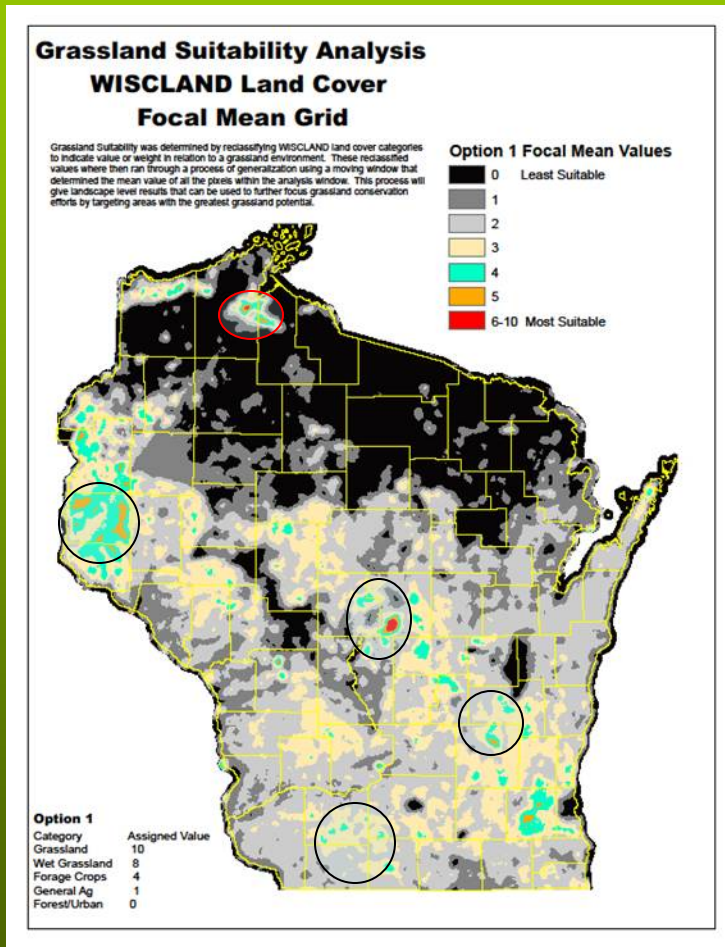 Grassland Suitability Analysis
WISCLAND Land Cover
Focal Mean Grid
Grassland Suitability was determined by reclassifying WISCLAND land cover categories
to indicate value or weight in relation to a grassland environment. These reclassified
values where then ran through a process of generalization using a moving window that
determined the mean value of all the pixels within the analysis window. This process will
give landscape level results that can be used to further focus grassland conservation
efforts by targeting areas with the greatest grassland potential.
Option 1 Focal Mean Values
0 Least Suitable
1
2
3
4
5
6-10 Most Suitable
Option 1
Category Assigned Value
Grassland 10
Wet Grassland 8
Forage Crops 4
General Ag 1
Forest/Urban 0